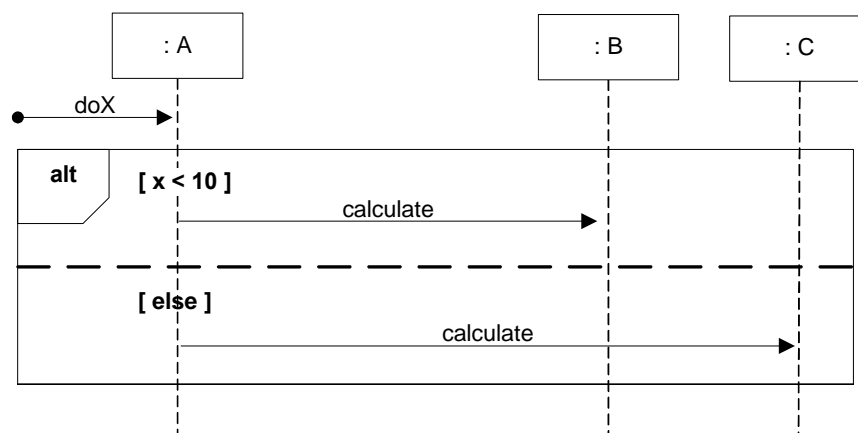 : A
: B
: C
doX
alt
[ x < 10 ]
calculate
[ else ]
calculate